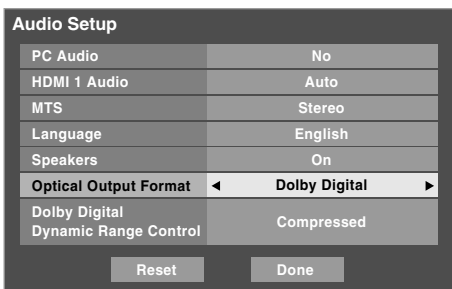 Audio Setup
PC Audio No
HDMI 1 Audio Auto
MTS Stereo
Language English
Speakers On
Optical Output Format ◀ Dolby Digital ▶
Dolby Digital
Dynamic Range Control Compressed
Reset Done